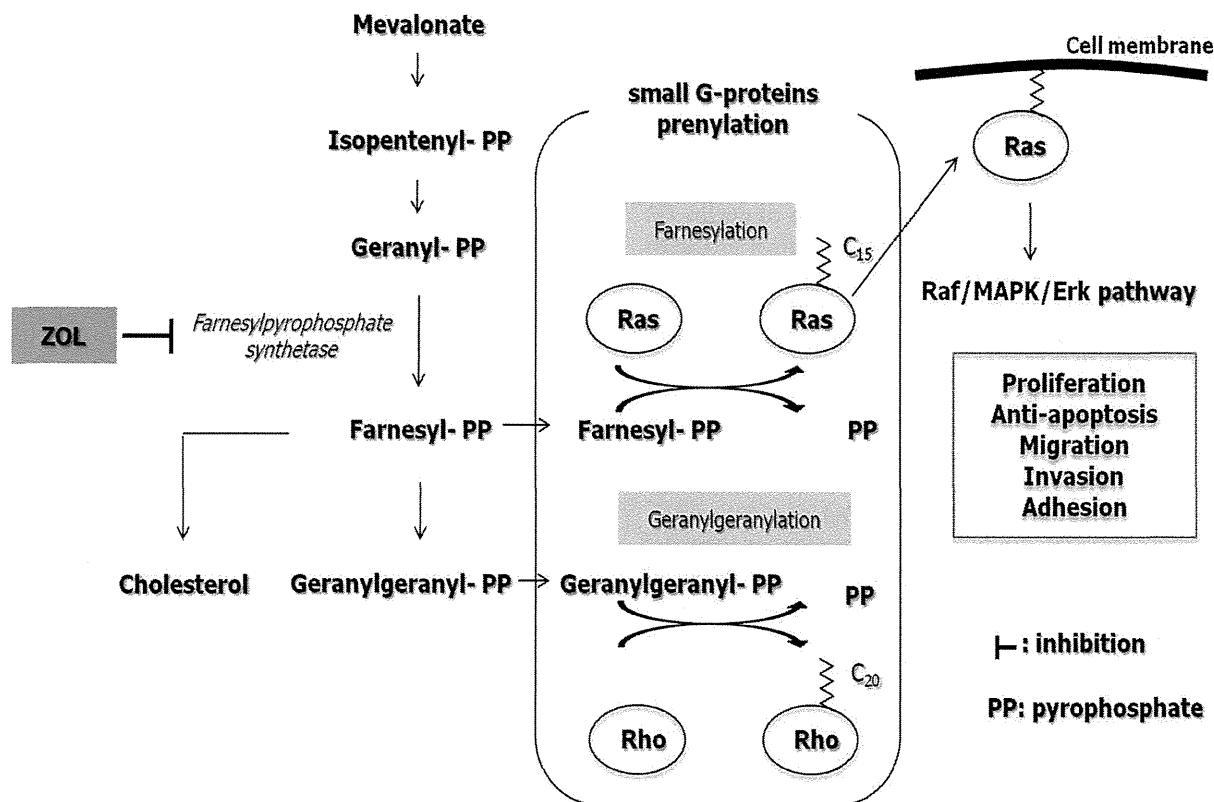 Mevalonate
Isopentenyl- PP
Geranyl- PP
ZOL
Farnesylpyrophosphate
synthetase
Farnesyl- PP
Cholesterol
Geranylgeranyl- PP
small G-proteins
prenylation
Farnesylation
C15
Ras
Ras
Farnesyl- PP
PP
Geranylgeranylation
Geranylgeranyl- PP
PP
C20
Rho
Rho
Cell membrane
Ras
Raf/MAPK/Erk pathway
Proliferation
Anti-apoptosis
Migration
Invasion
Adhesion
: inhibition
PP: pyrophosphate